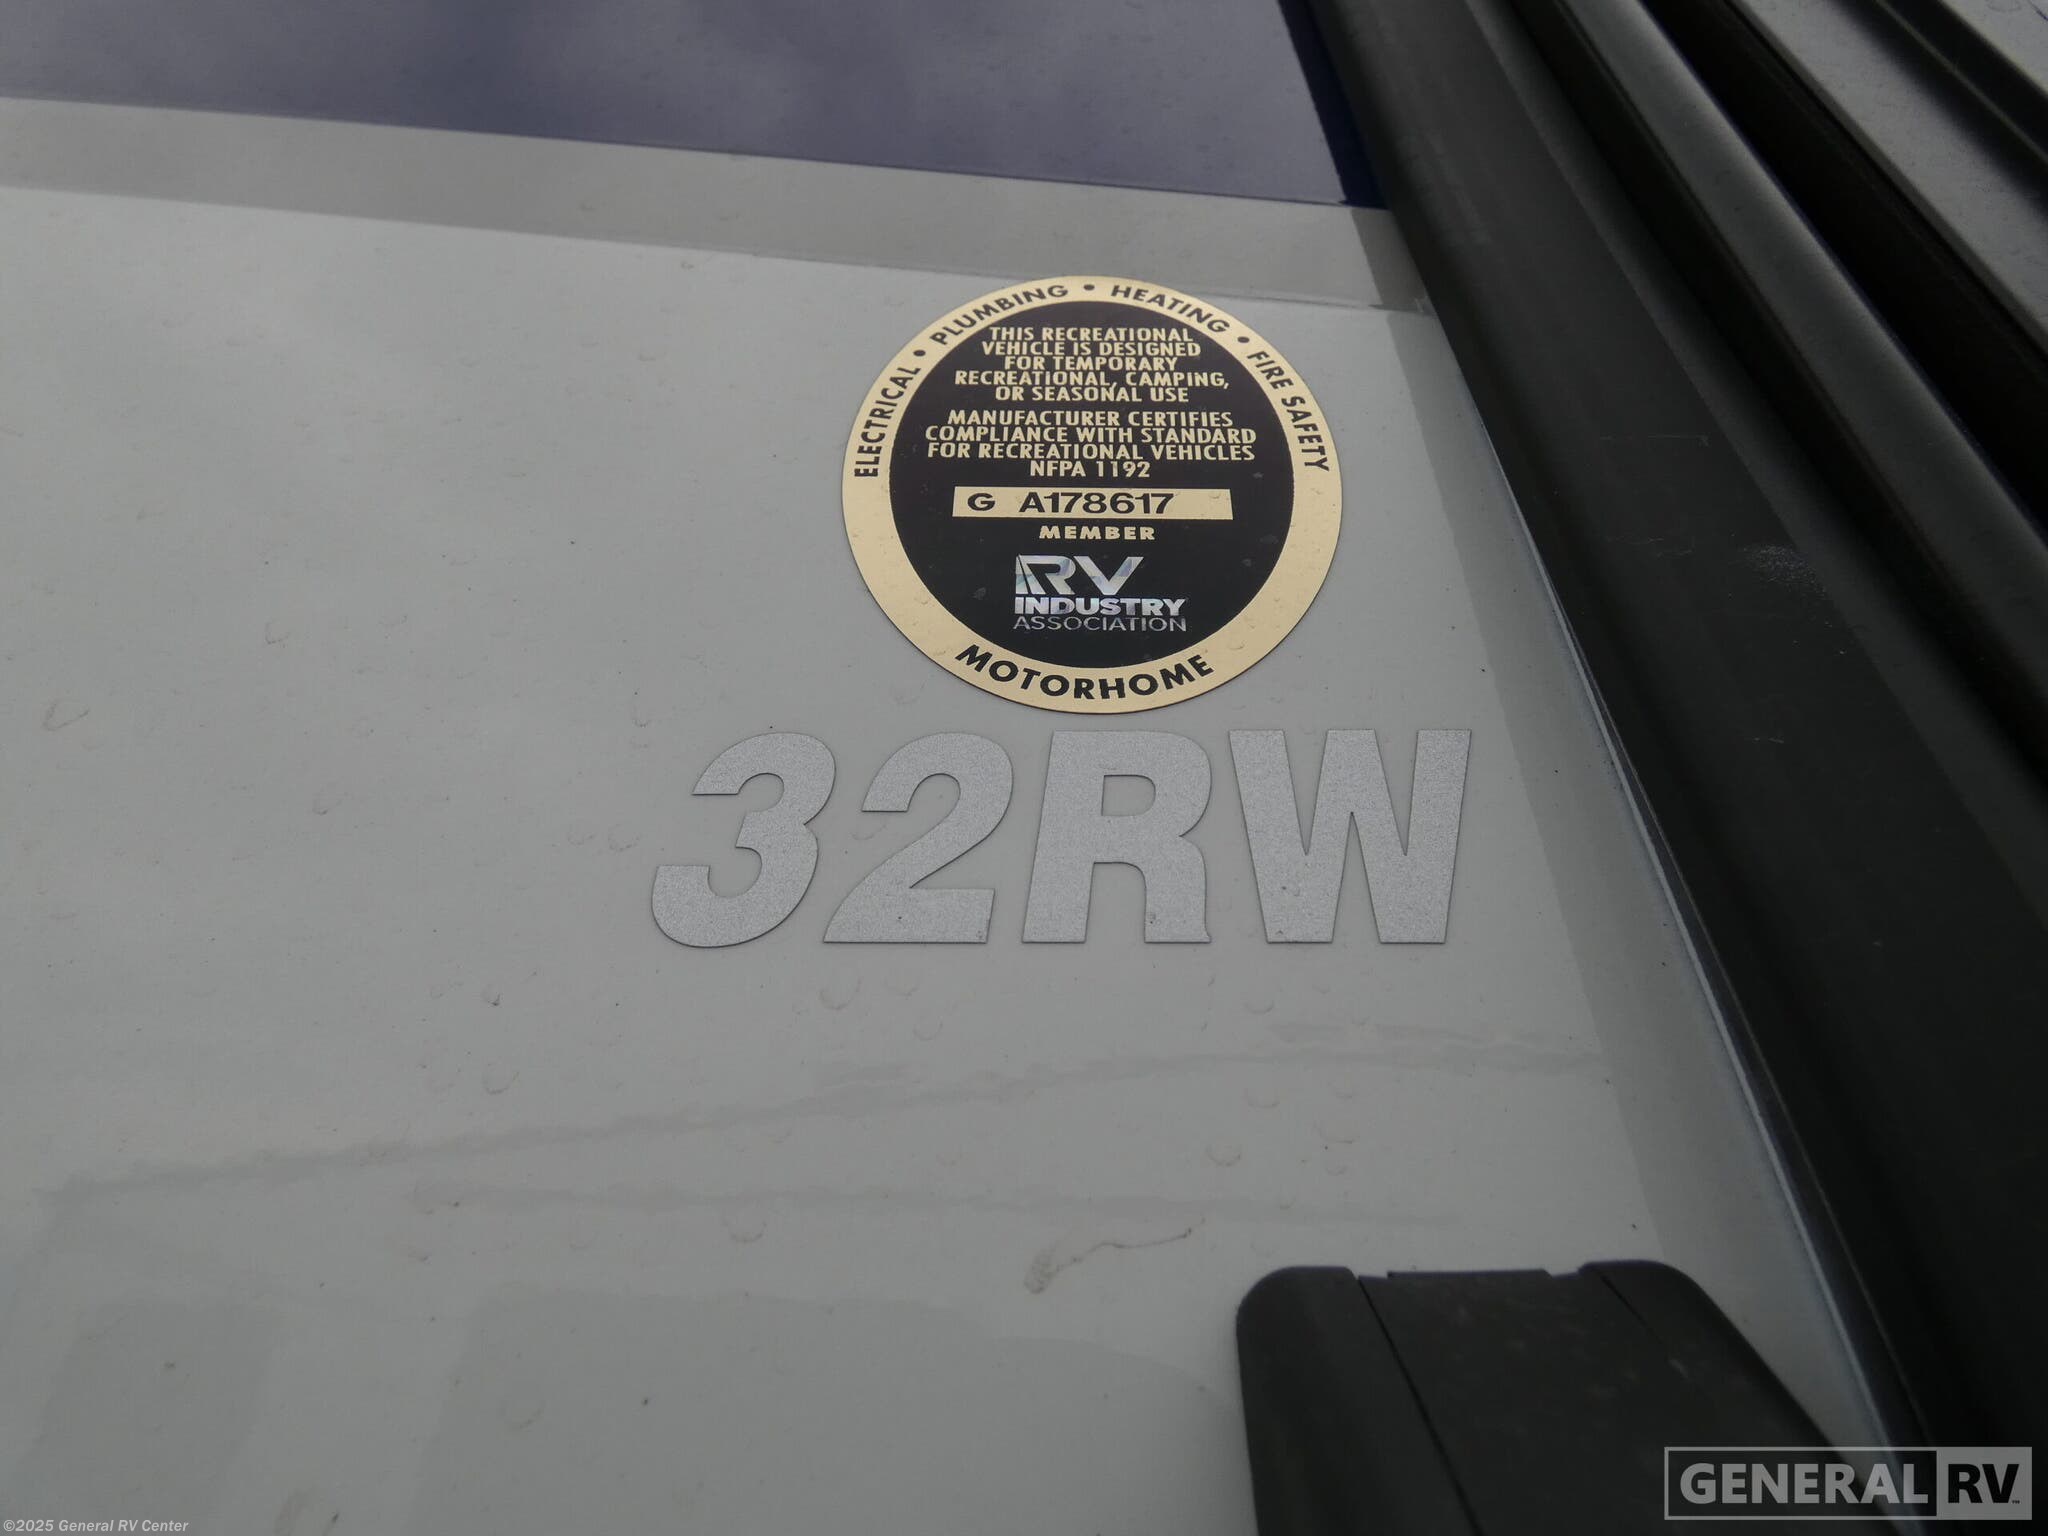 ELECTRICAL • PLUMBING • HEATING • FIRE SAFETY
THIS RECREATIONAL
VEHICLE IS DESIGNED
FOR TEMPORARY
RECREATIONAL, CAMPING,
OR SEASONAL USE
MANUFACTURER CERTIFIES
COMPLIANCE WITH STANDARD
FOR RECREATIONAL VEHICLES
NFPA 1192
G A178617
MEMBER
RV
INDUSTRY
ASSOCIATION
MOTORHOME
32RW
GENERAL RV™
©2025 General RV Center